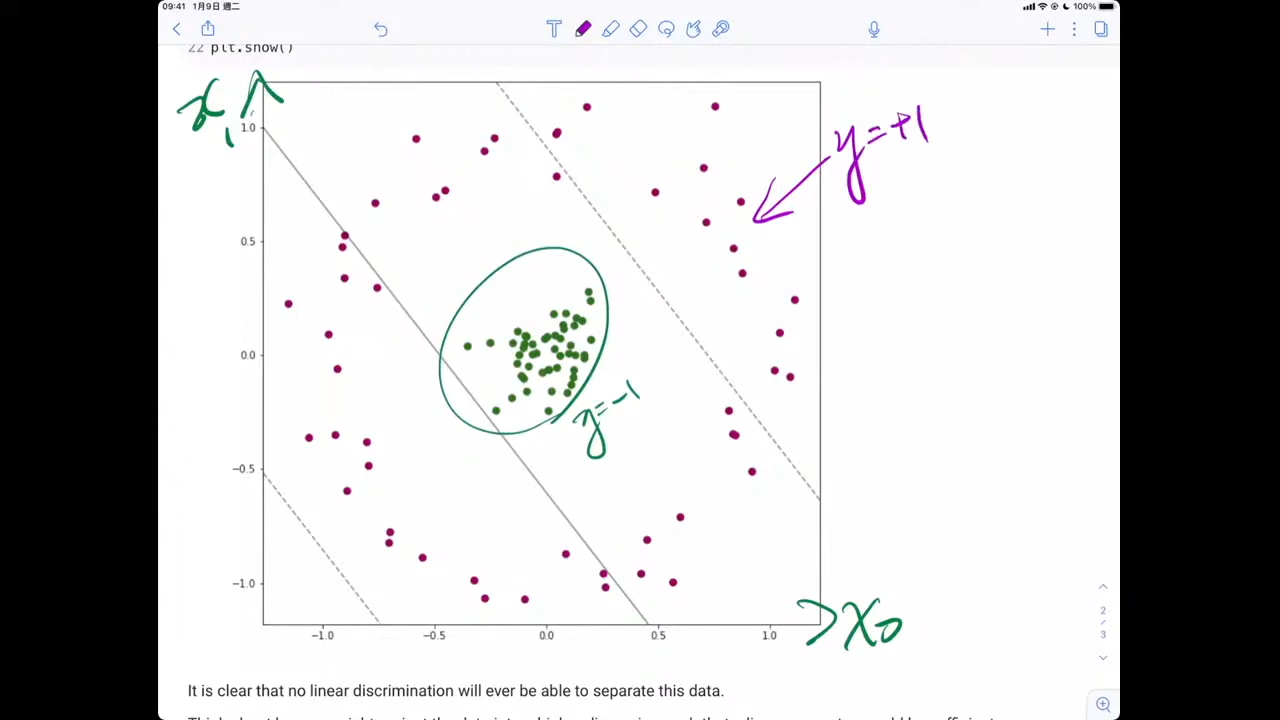 09:41 1月9日 週二
100%
22 plt.show()
x₁
1.0
0.5
0.0
−0.5
−1.0
y=+1
y=-1
−1.0 −0.5 0.0 0.5 1.0
x₀
2
/
3
It is clear that no linear discrimination will ever be able to separate this data.